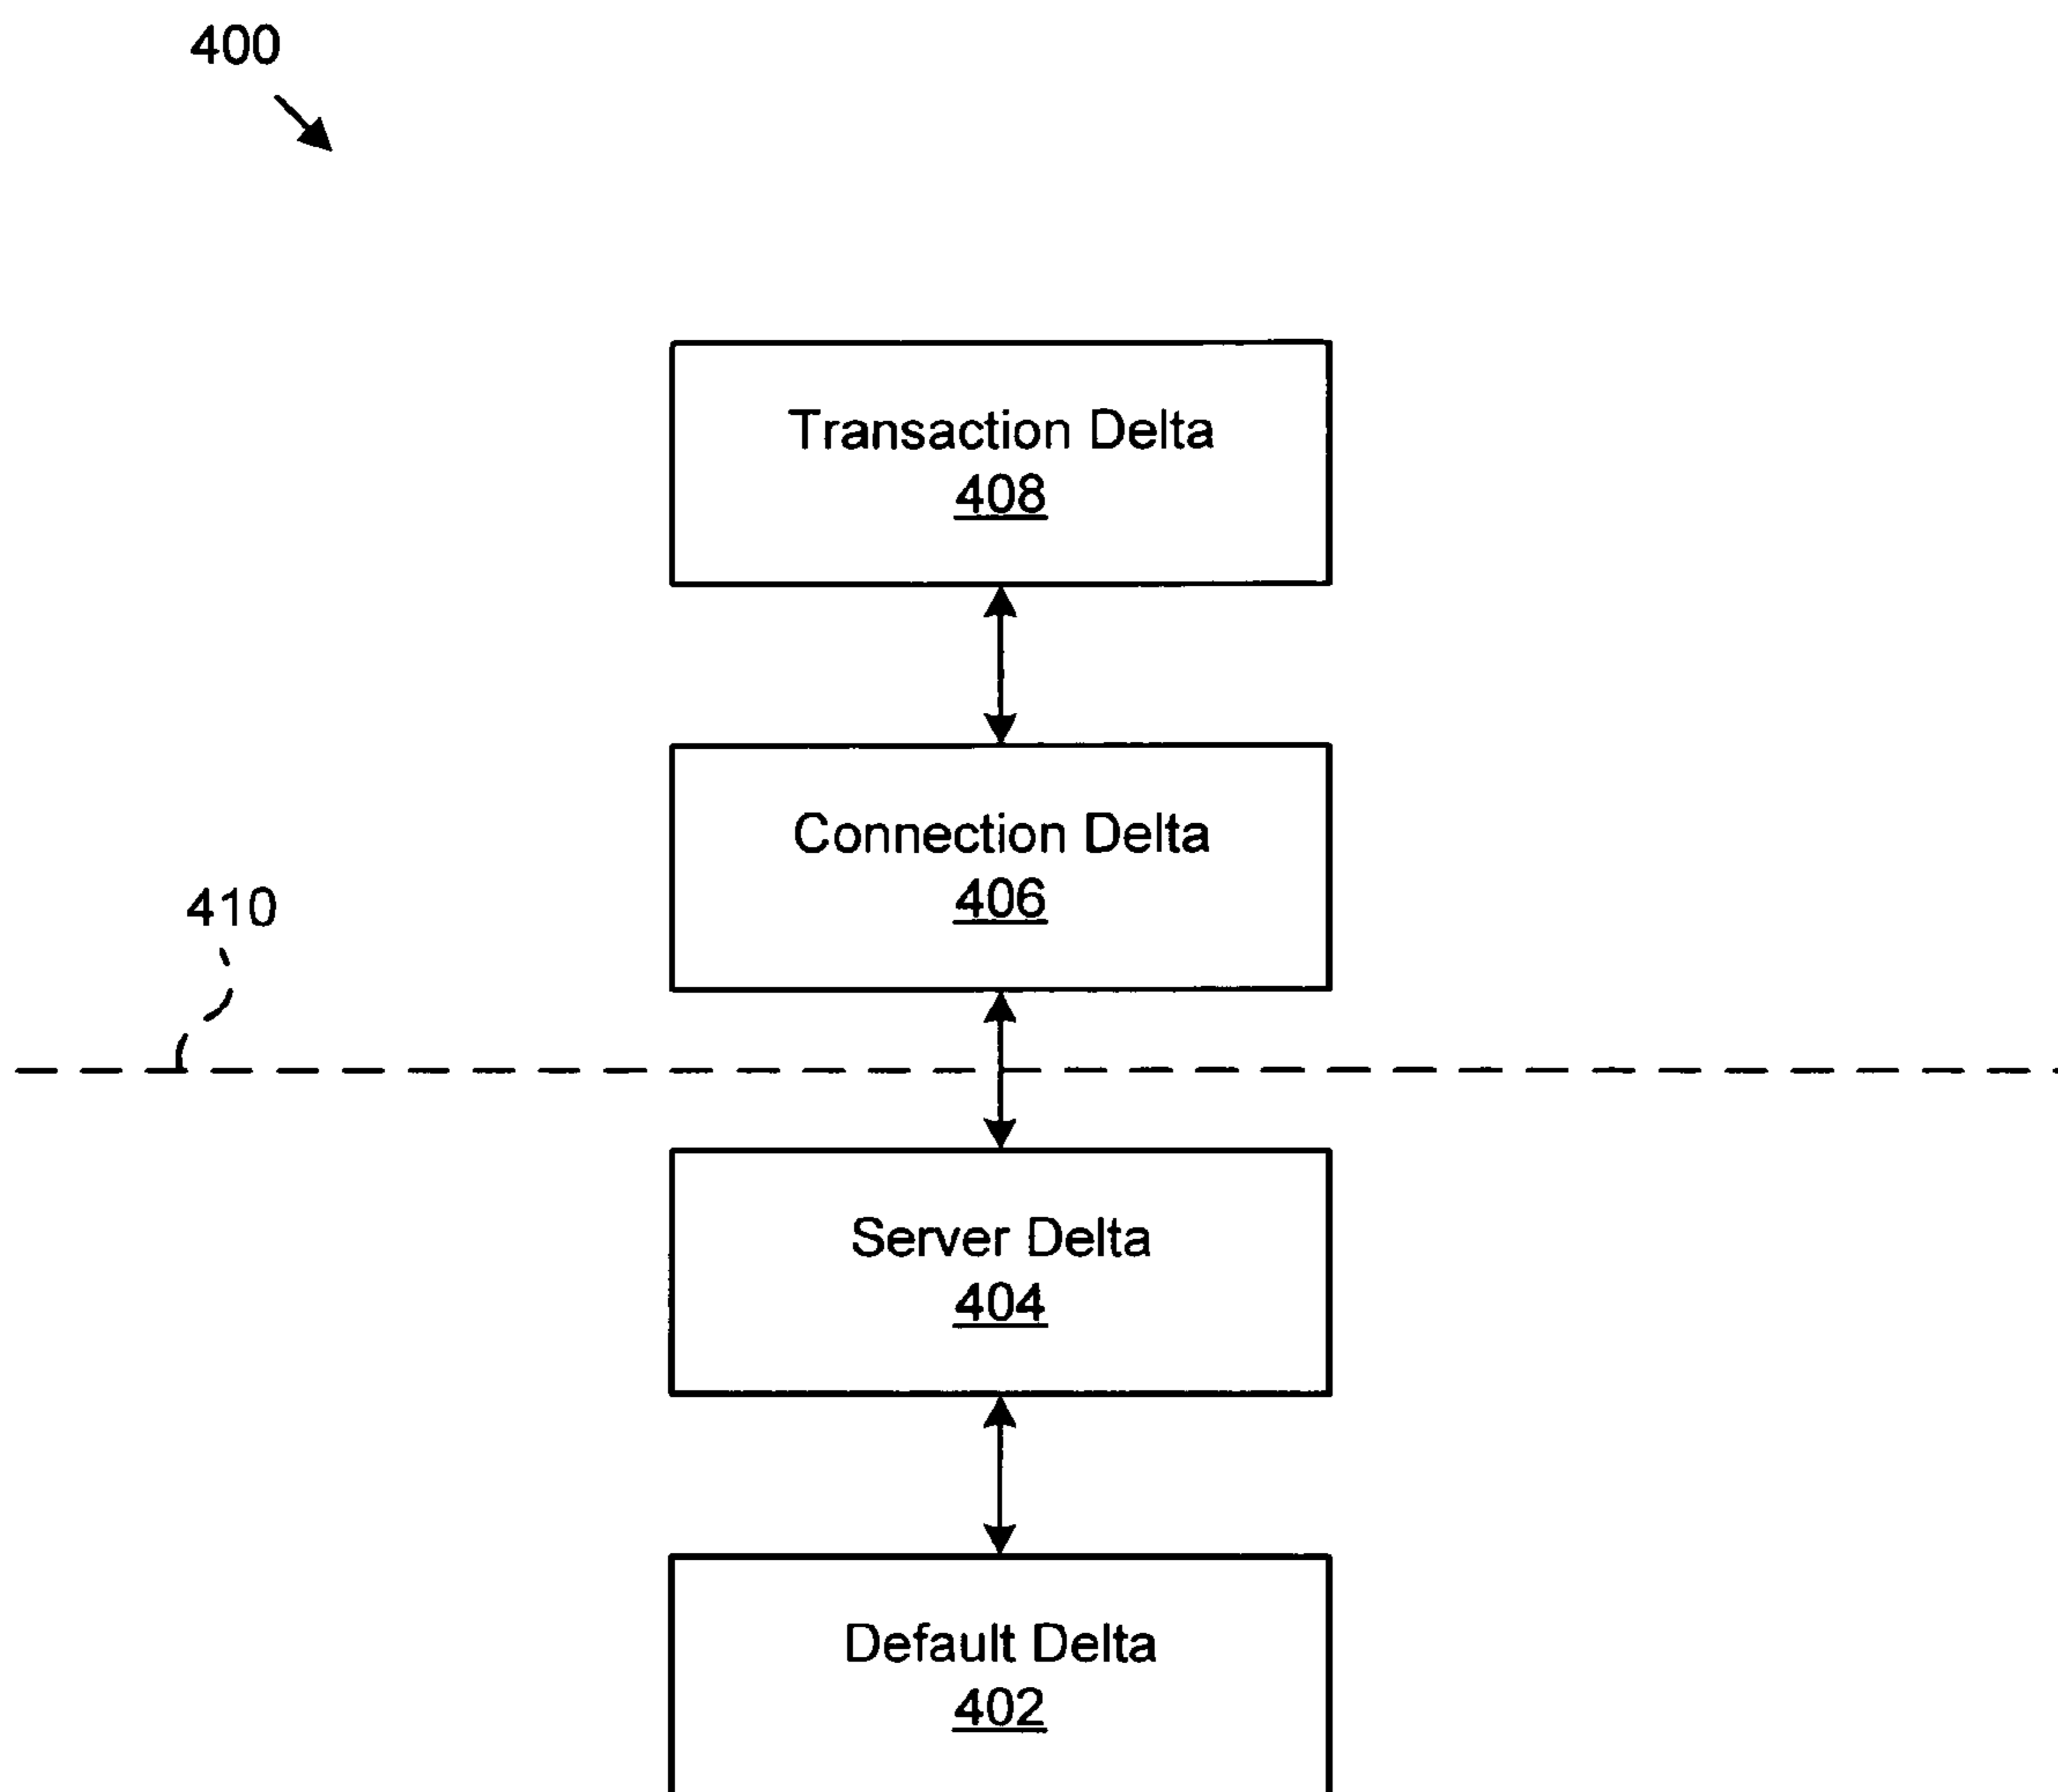 400
Transaction Delta
408
Connection Delta
406
410
Server Delta
404
Default Delta
402